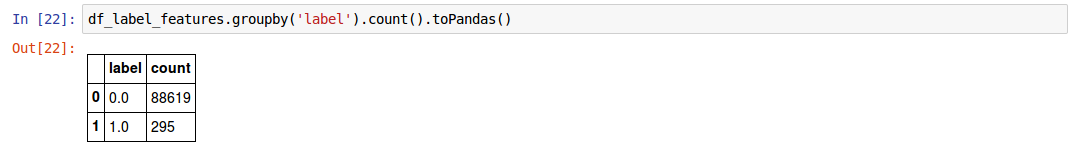 In [22]: df_label_features.groupby('label').count().toPandas()
Out[22]:
label count
0 0.0 88619
1 1.0 295